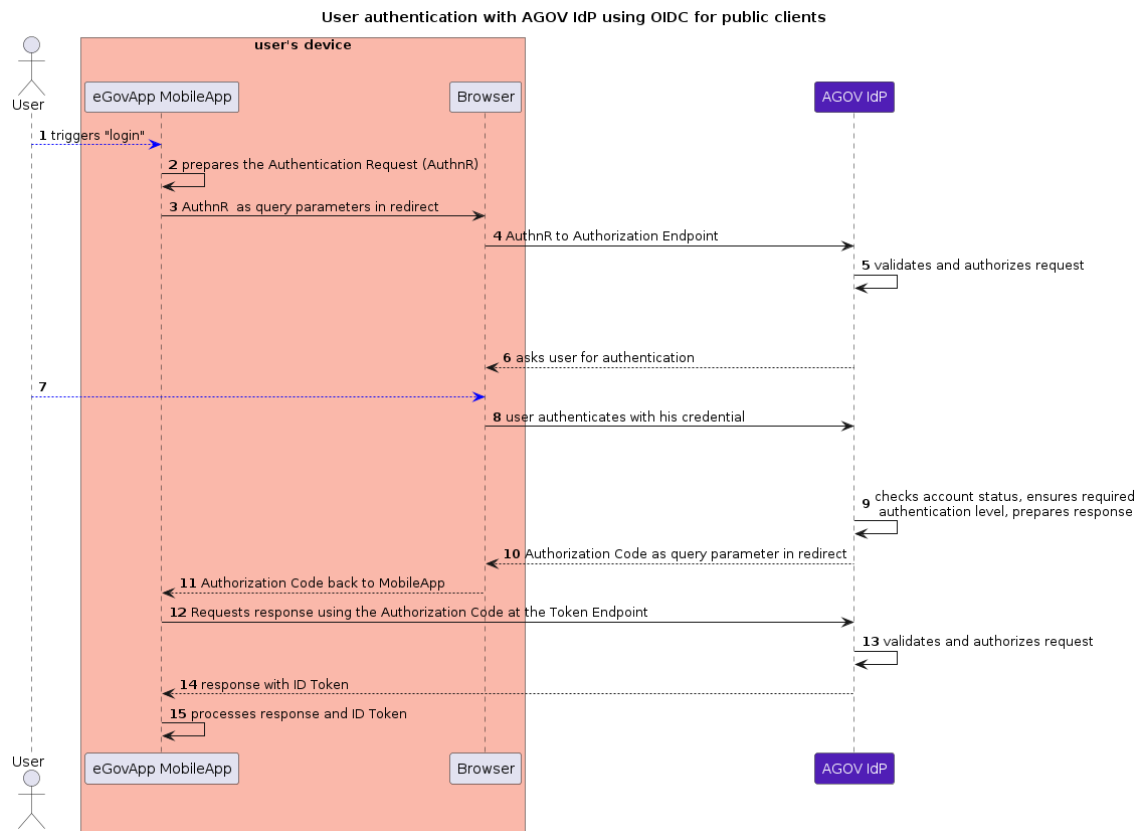 User authentication with AGOV IdP using OIDC for public clients
user's device
User
eGovApp MobileApp
Browser
AGOV IdP
1 triggers "login"
2 prepares the Authentication Request (AuthnR)
3 AuthnR as query parameters in redirect
4 AuthnR to Authorization Endpoint
5 validates and authorizes request
6 asks user for authentication
7
8 user authenticates with his credential
9 checks account status, ensures required
authentication level, prepares response
10 Authorization Code as query parameter in redirect
11 Authorization Code back to MobileApp
12 Requests response using the Authorization Code at the Token Endpoint
13 validates and authorizes request
14 response with ID Token
15 processes response and ID Token
User
eGovApp MobileApp
Browser
AGOV IdP